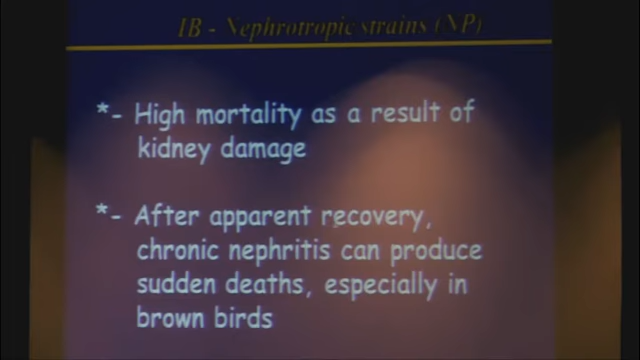 IB - Nephrotropic strains (NP)
*- High mortality as a result of
kidney damage
*- After apparent recovery,
chronic nephritis can produce
sudden deaths, especially in
brown birds